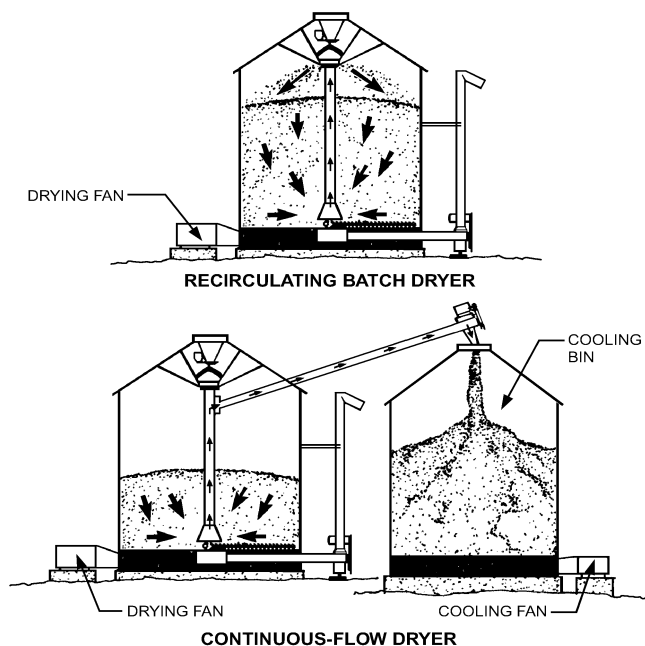 DRYING FAN
RECIRCULATING BATCH DRYER
COOLING
BIN
DRYING FAN
COOLING FAN
CONTINUOUS-FLOW DRYER